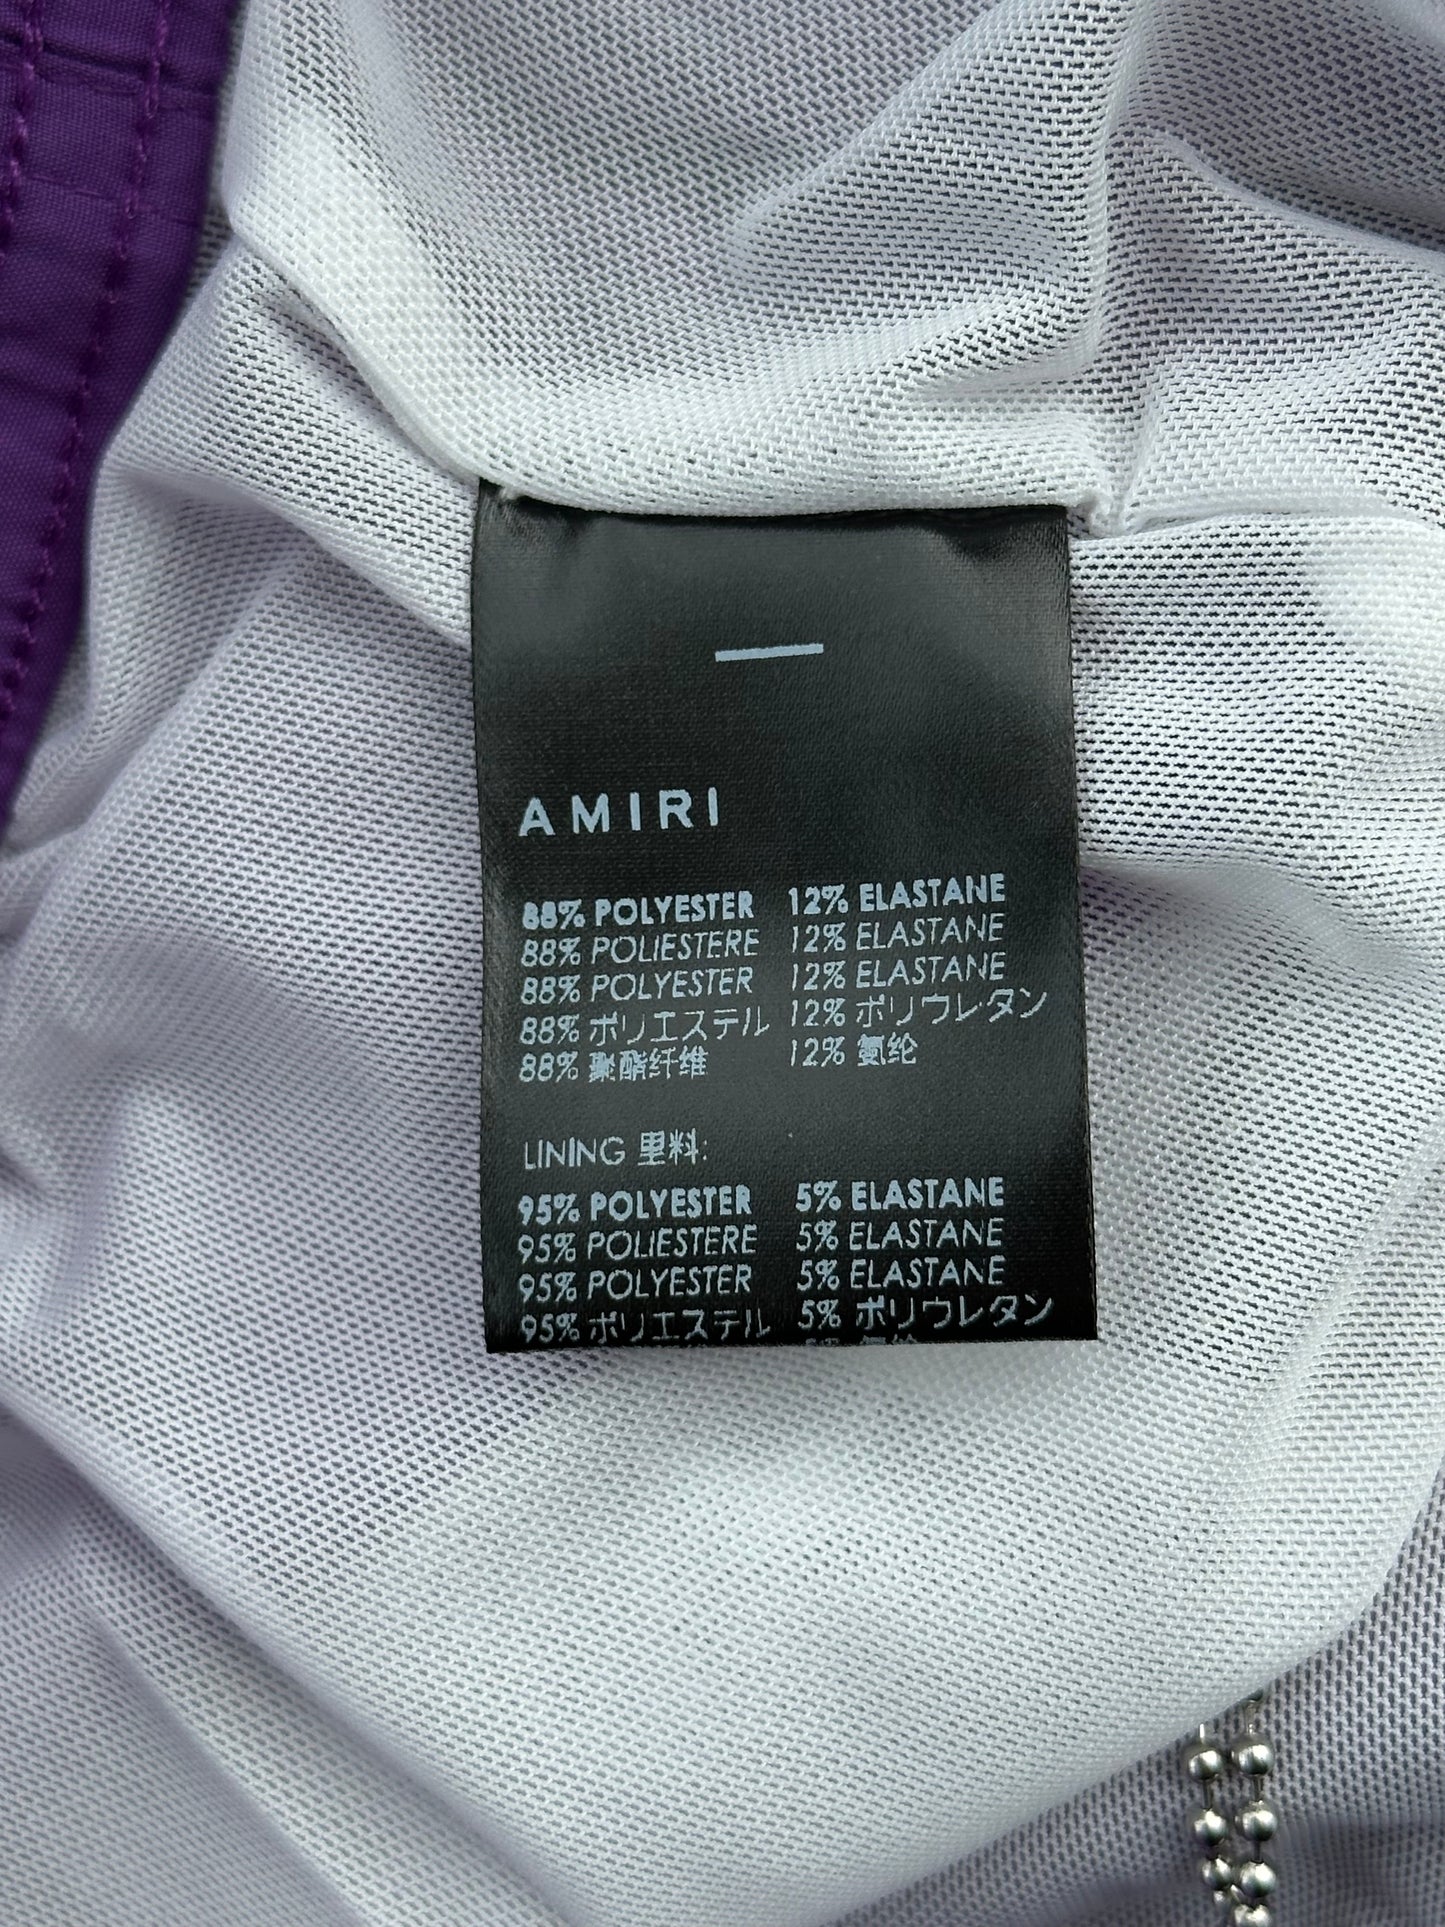 AMIRI
88% POLYESTER 12% ELASTANE
88% POLIESTERE 12% ELASTANE
88% POLYESTER 12% ELASTANE
88% ポリエステル 12% ポリウレタン
88% 聚酯纤维 12% 氨纶
LINING 里料:
95% POLYESTER 5% ELASTANE
95% POLIESTERE 5% ELASTANE
95% POLYESTER 5% ELASTANE
95% ポリエステル 5% ポリウレタン